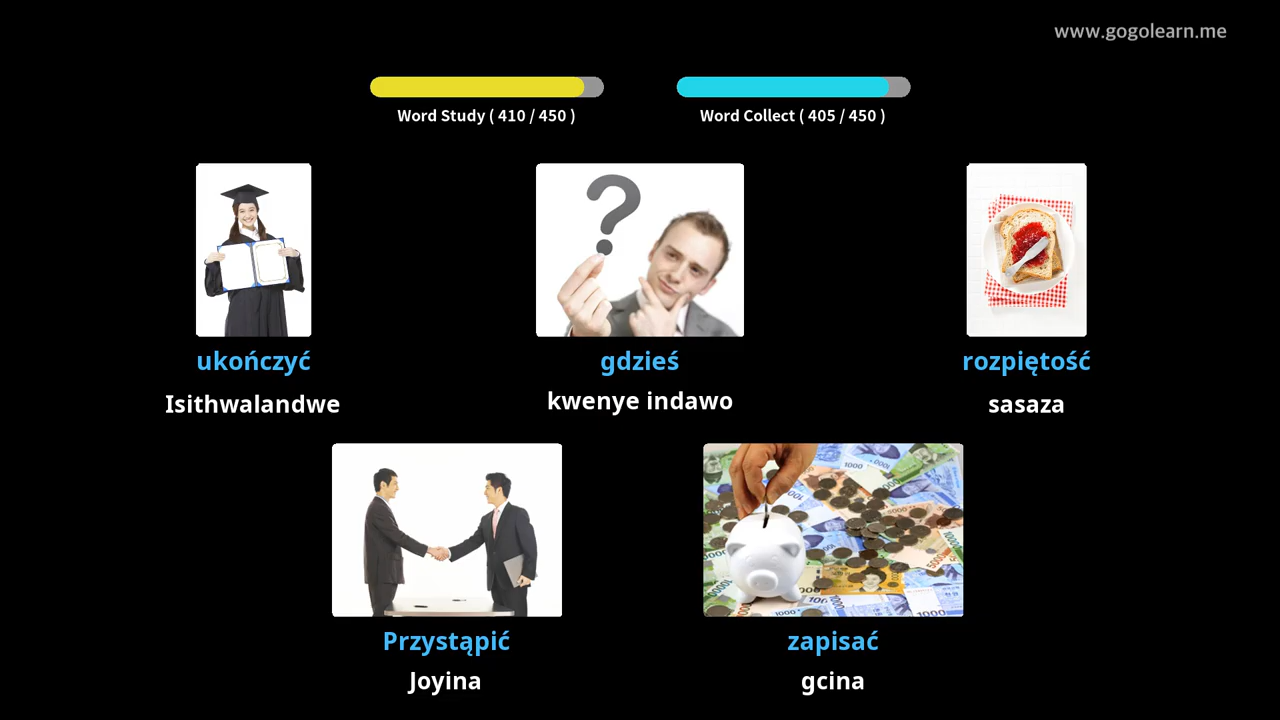 www.gogolearn.me
Word Study ( 410 / 450 )
Word Collect ( 405 / 450 )
ukończyć
gdzieś
rozpiętość
Isithwalandwe
kwenye indawo
sasaza
Przystąpić
zapisać
Joyina
gcina